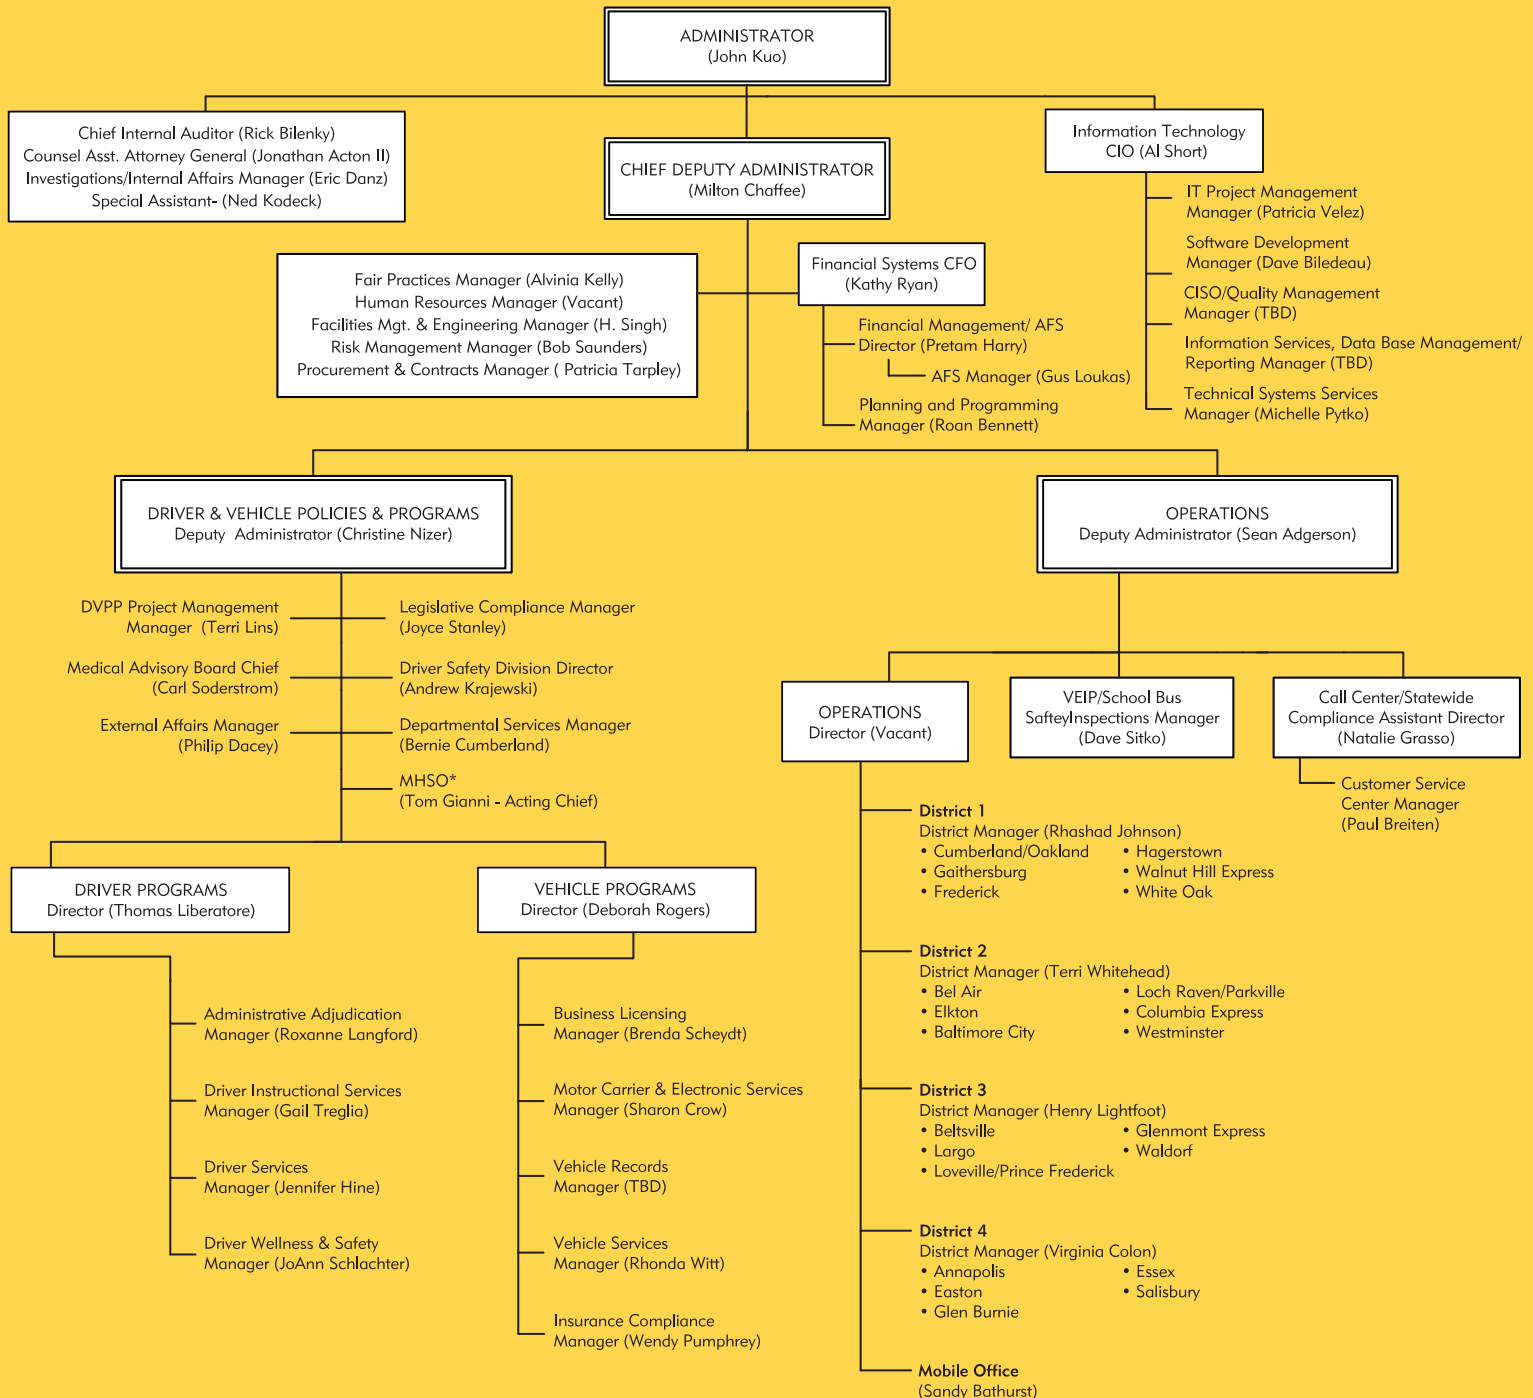 ADMINISTRATOR
(John Kuo)
Chief Internal Auditor (Rick Bilenky)
Counsel Asst. Attorney General (Jonathan Acton II)
Investigations/Internal Affairs Manager (Eric Danz)
Special Assistant- (Ned Kodeck)
CHIEF DEPUTY ADMINISTRATOR
(Milton Chaffee)
Information Technology
CIO (Al Short)
IT Project Management
Manager (Patricia Velez)
Software Development
Manager (Dave Biledeau)
CISO/Quality Management
Manager (TBD)
Information Services, Data Base Management/
Reporting Manager (TBD)
Technical Systems Services
Manager (Michelle Pytko)
Fair Practices Manager (Alvinia Kelly)
Human Resources Manager (Vacant)
Facilities Mgt. & Engineering Manager (H. Singh)
Risk Management Manager (Bob Saunders)
Procurement & Contracts Manager ( Patricia Tarpley)
Financial Systems CFO
(Kathy Ryan)
Financial Management/ AFS
Director (Pretam Harry)
AFS Manager (Gus Loukas)
Planning and Programming
Manager (Roan Bennett)
DRIVER & VEHICLE POLICIES & PROGRAMS
Deputy Administrator (Christine Nizer)
OPERATIONS
Deputy Administrator (Sean Adgerson)
DVPP Project Management
Manager (Terri Lins)
Legislative Compliance Manager
(Joyce Stanley)
Medical Advisory Board Chief
(Carl Soderstrom)
Driver Safety Division Director
(Andrew Krajewski)
External Affairs Manager
(Philip Dacey)
Departmental Services Manager
(Bernie Cumberland)
MHSO*
(Tom Gianni - Acting Chief)
DRIVER PROGRAMS
Director (Thomas Liberatore)
VEHICLE PROGRAMS
Director (Deborah Rogers)
Administrative Adjudication
Manager (Roxanne Langford)
Driver Instructional Services
Manager (Gail Treglia)
Driver Services
Manager (Jennifer Hine)
Driver Wellness & Safety
Manager (JoAnn Schlachter)
Business Licensing
Manager (Brenda Scheydt)
Motor Carrier & Electronic Services
Manager (Sharon Crow)
Vehicle Records
Manager (TBD)
Vehicle Services
Manager (Rhonda Witt)
Insurance Compliance
Manager (Wendy Pumphrey)
OPERATIONS
Director (Vacant)
VEIP/School Bus
SafteyInspections Manager
(Dave Sitko)
Call Center/Statewide
Compliance Assistant Director
(Natalie Grasso)
Customer Service
Center Manager
(Paul Breiten)
District 1
District Manager (Rhashad Johnson)
• Cumberland/Oakland • Hagerstown
• Gaithersburg • Walnut Hill Express
• Frederick • White Oak
District 2
District Manager (Terri Whitehead)
• Bel Air • Loch Raven/Parkville
• Elkton • Columbia Express
• Baltimore City • Westminster
District 3
District Manager (Henry Lightfoot)
• Beltsville • Glenmont Express
• Largo • Waldorf
• Loveville/Prince Frederick
District 4
District Manager (Virginia Colon)
• Annapolis • Essex
• Easton • Salisbury
• Glen Burnie
Mobile Office
(Sandy Bathurst)